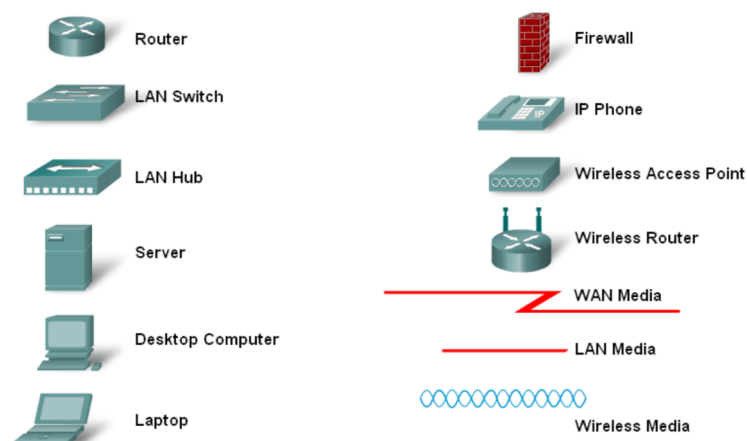 Router
LAN Switch
LAN Hub
Server
Desktop Computer
Laptop
Firewall
IP Phone
IP
Wireless Access Point
Wireless Router
WAN Media
LAN Media
Wireless Media